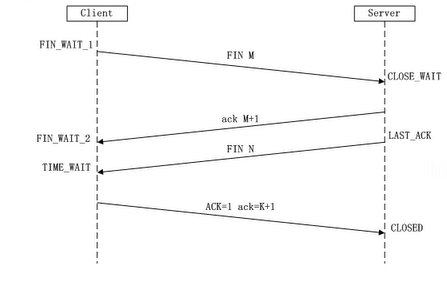 Client
Server
FIN_WAIT_1
FIN M
CLOSE_WAIT
ack M+1
FIN_WAIT_2
LAST_ACK
FIN N
TIME_WAIT
ACK=1 ack=K+1
CLOSED